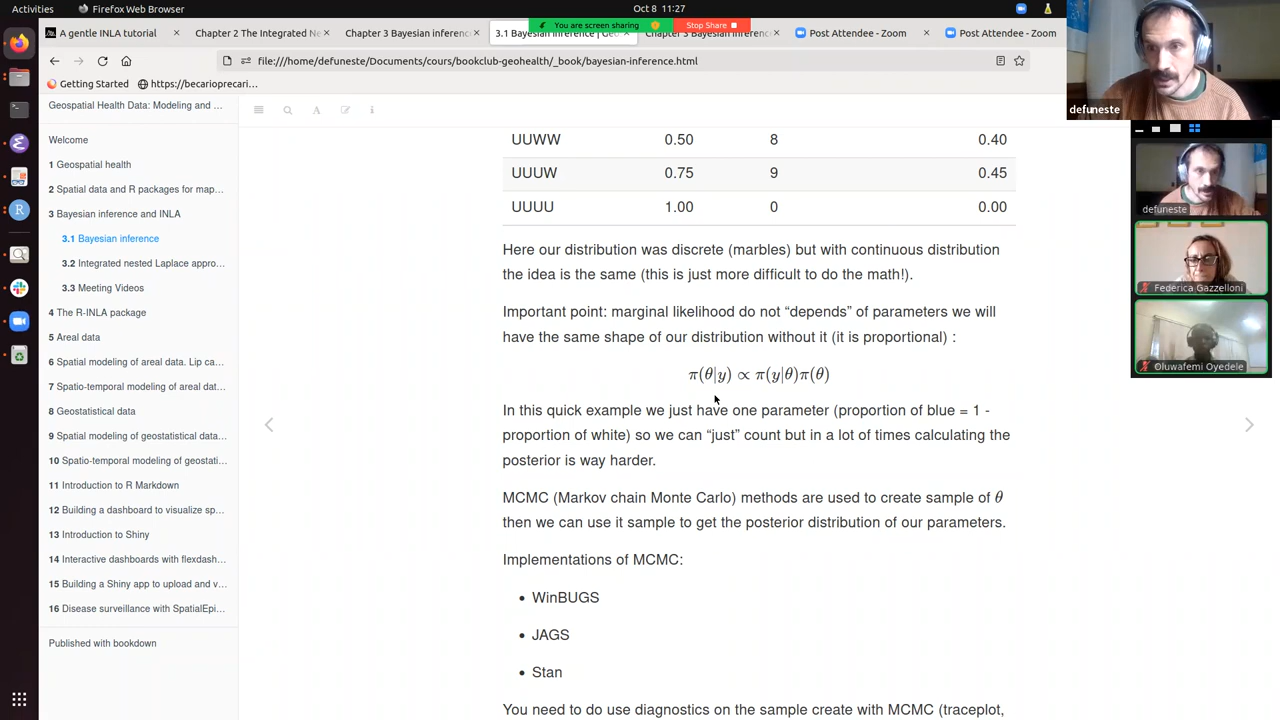 Activities
Firefox Web Browser
Oct 8 11:27
You are screen sharing
Stop Share
A gentle INLA tutorial
Chapter 2 The Integrated Ne
Chapter 3 Bayesian inferenc
3.1 Bayesian inference | Geo
Chapter 3 Bayesian inferenc
Post Attendee - Zoom
Post Attendee - Zoom
file:///home/defuneste/Documents/cours/bookclub-geohealth/_book/bayesian-inference.html
Getting Started
https://becarioprecari...
Geospatial Health Data: Modeling and ...
Welcome
1 Geospatial health
2 Spatial data and R packages for map...
3 Bayesian inference and INLA
3.1 Bayesian inference
3.2 Integrated nested Laplace appro...
3.3 Meeting Videos
4 The R-INLA package
5 Areal data
6 Spatial modeling of areal data. Lip ca...
7 Spatio-temporal modeling of areal dat...
8 Geostatistical data
9 Spatial modeling of geostatistical data...
10 Spatio-temporal modeling of geostati...
11 Introduction to R Markdown
12 Building a dashboard to visualize sp...
13 Introduction to Shiny
14 Interactive dashboards with flexdash...
15 Building a Shiny app to upload and v...
16 Disease surveillance with SpatialEpi...
Published with bookdown
UUWW 0.50 8 0.40
UUUW 0.75 9 0.45
UUUU 1.00 0 0.00
Here our distribution was discrete (marbles) but with continuous distribution
the idea is the same (this is just more difficult to do the math!).
Important point: marginal likelihood do not “depends” of parameters we will
have the same shape of our distribution without it (it is proportional) :
π(θ|y) ∝ π(y|θ)π(θ)
In this quick example we just have one parameter (proportion of blue = 1 -
proportion of white) so we can “just” count but in a lot of times calculating the
posterior is way harder.
MCMC (Markov chain Monte Carlo) methods are used to create sample of θ
then we can use it sample to get the posterior distribution of our parameters.
Implementations of MCMC:
• WinBUGS
• JAGS
• Stan
You need to do use diagnostics on the sample create with MCMC (traceplot,
defuneste
defuneste
Federica Gazzelloni
Oluwafemi Oyedele